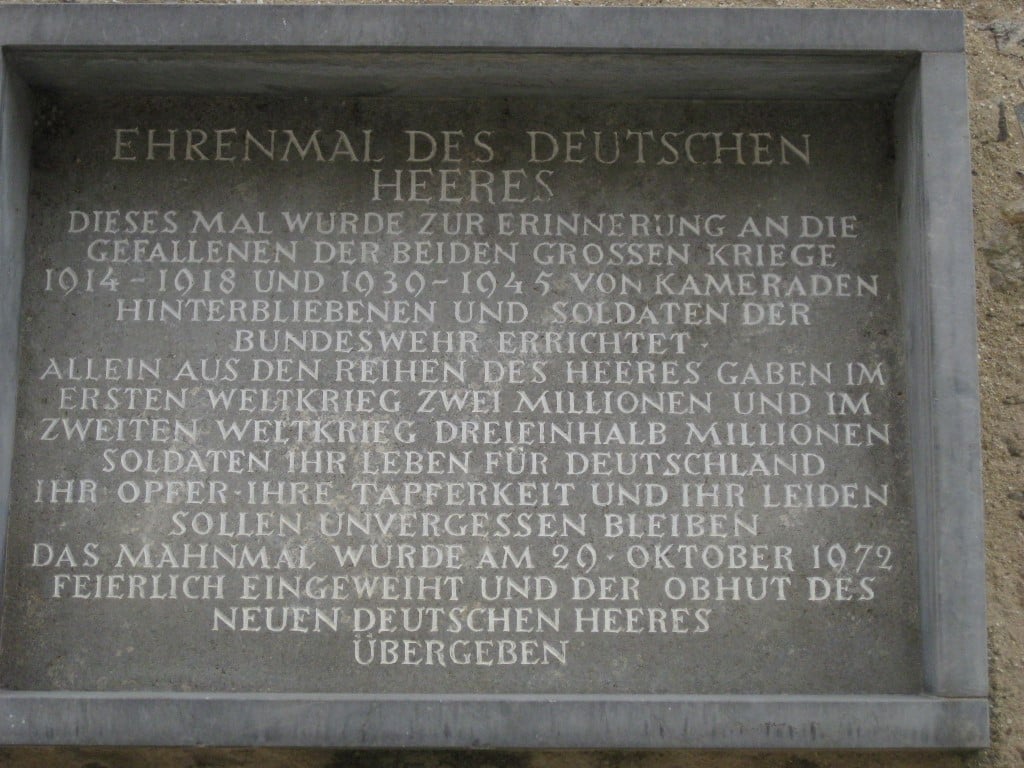 EHRENMAL DES DEUTSCHEN
HEERES
DIESES MAL WURDE ZUR ERINNERUNG AN DIE
GEFALLENEN DER BEIDEN GROSSEN KRIEGE
1914 - 1918 UND 1939 - 1945 VON KAMERADEN
HINTERBLIEBENEN UND SOLDATEN DER
BUNDESWEHR ERRICHTET ·
ALLEIN AUS DEN REIHEN DES HEERES GABEN IM
ERSTEN WELTKRIEG ZWEI MILLIONEN UND IM
ZWEITEN WELTKRIEG DREIEINHALB MILLIONEN
SOLDATEN IHR LEBEN FÜR DEUTSCHLAND
IHR OPFER · IHRE TAPFERKEIT UND IHR LEIDEN
SOLLEN UNVERGESSEN BLEIBEN
DAS MAHNMAL WURDE AM 29 · OKTOBER 1972
FEIERLICH EINGEWEIHT UND DER OBHUT DES
NEUEN DEUTSCHEN HEERES
ÜBERGEBEN